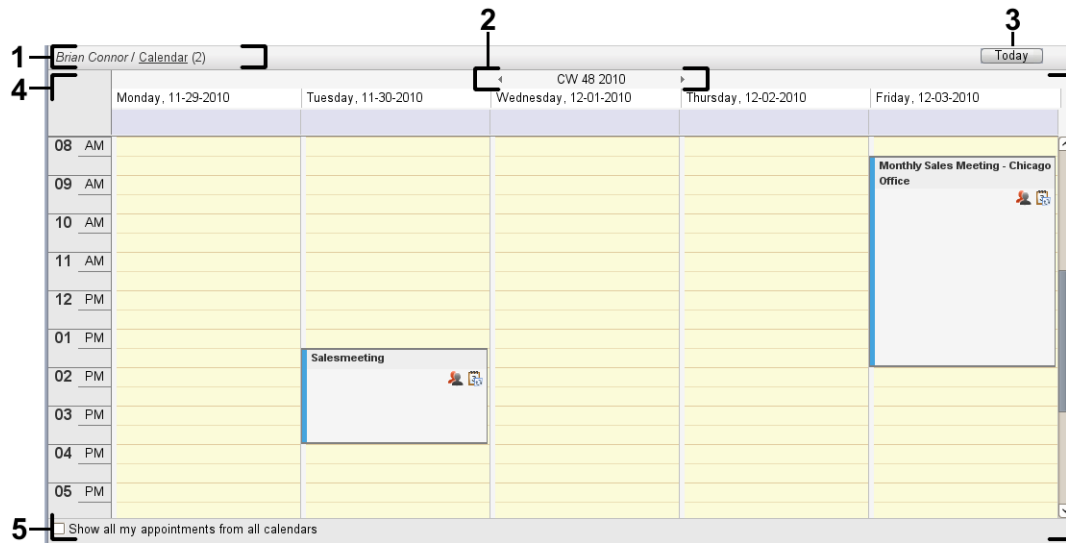 2
3
1
Brian Connor / Calendar (2)
Today
4
CW 48 2010
Monday, 11-29-2010
Tuesday, 11-30-2010
Wednesday, 12-01-2010
Thursday, 12-02-2010
Friday, 12-03-2010
08 AM
Monthly Sales Meeting - Chicago
Office
09 AM
10 AM
11 AM
12 PM
01 PM
Salesmeeting
02 PM
03 PM
04 PM
05 PM
5
Show all my appointments from all calendars